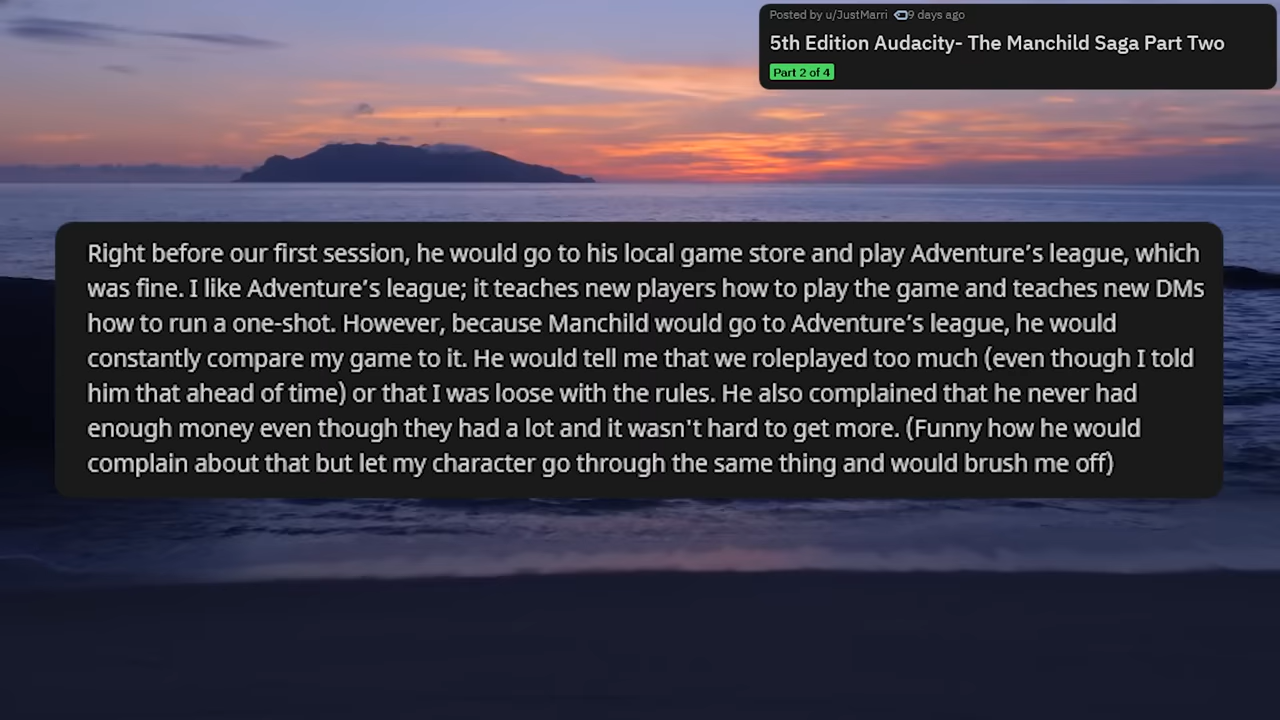 Posted by u/JustMarri 9 days ago
5th Edition Audacity- The Manchild Saga Part Two
Part 2 of 4
Right before our first session, he would go to his local game store and play Adventure’s league, which
was fine. I like Adventure’s league; it teaches new players how to play the game and teaches new DMs
how to run a one-shot. However, because Manchild would go to Adventure’s league, he would
constantly compare my game to it. He would tell me that we roleplayed too much (even though I told
him that ahead of time) or that I was loose with the rules. He also complained that he never had
enough money even though they had a lot and it wasn't hard to get more. (Funny how he would
complain about that but let my character go through the same thing and would brush me off)